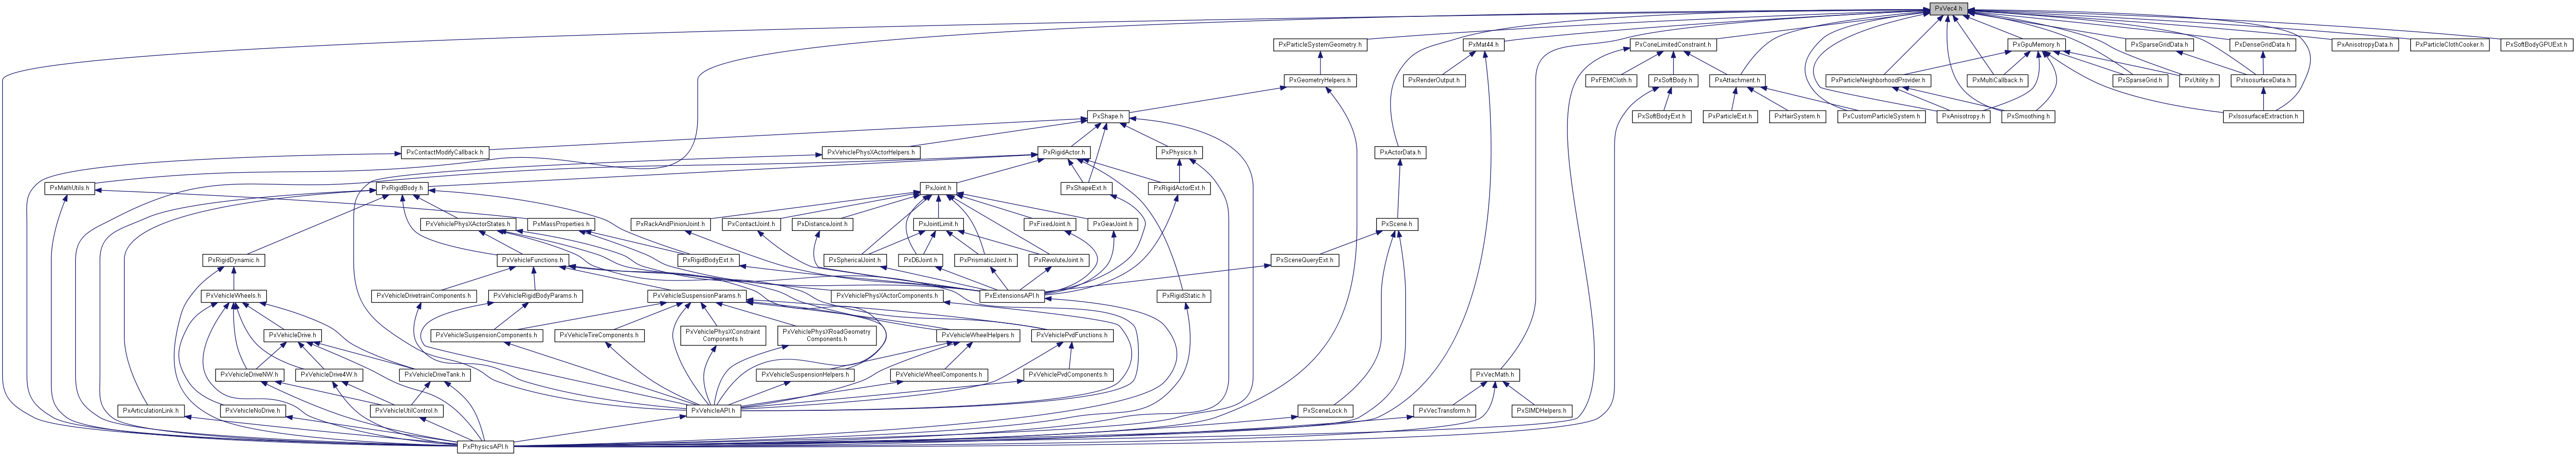 PxVec4.h
PxParticleSystemGeometry.h
PxMat44.h
PxConeLimitedConstraint.h
PxGpuMemory.h
PxSparseGridData.h
PxDenseGridData.h
PxAnisotropyData.h
PxParticleClothCooker.h
PxSoftBodyGPUExt.h
PxGeometryHelpers.h
PxRenderOutput.h
PxFEMCloth.h
PxSoftBody.h
PxAttachment.h
PxParticleNeighborhoodProvider.h
PxMultiCallback.h
PxSparseGrid.h
PxUtility.h
PxIsosurfaceData.h
PxShape.h
PxSoftBodyExt.h
PxParticleExt.h
PxHairSystem.h
PxCustomParticleSystem.h
PxAnisotropy.h
PxSmoothing.h
PxIsosurfaceExtraction.h
PxContactModifyCallback.h
PxVehiclePhysXActorHelpers.h
PxRigidActor.h
PxPhysics.h
PxActorData.h
PxMathUtils.h
PxRigidBody.h
PxJoint.h
PxShapeExt.h
PxRigidActorExt.h
PxVehiclePhysXActorStates.h
PxMassProperties.h
PxRackAndPinionJoint.h
PxContactJoint.h
PxDistanceJoint.h
PxJointLimit.h
PxFixedJoint.h
PxGearJoint.h
PxScene.h
PxRigidDynamic.h
PxVehicleFunctions.h
PxRigidBodyExt.h
PxSphericalJoint.h
PxD6Joint.h
PxPrismaticJoint.h
PxRevoluteJoint.h
PxSceneQueryExt.h
PxVehicleWheels.h
PxVehicleDrivetrainComponents.h
PxVehicleRigidBodyParams.h
PxVehicleSuspensionParams.h
PxVehiclePhysXActorComponents.h
PxExtensionsAPI.h
PxRigidStatic.h
PxVehicleDrive.h
PxVehicleSuspensionComponents.h
PxVehicleTireComponents.h
PxVehiclePhysXConstraint
Components.h
PxVehiclePhysXRoadGeometry
Components.h
PxVehicleWheelHelpers.h
PxVehiclePvdFunctions.h
PxVehicleDriveNW.h
PxVehicleDrive4W.h
PxVehicleDriveTank.h
PxVehicleSuspensionHelpers.h
PxVehicleWheelComponents.h
PxVehiclePvdComponents.h
PxVecMath.h
PxArticulationLink.h
PxVehicleNoDrive.h
PxVehicleUtilControl.h
PxVehicleAPI.h
PxSceneLock.h
PxVecTransform.h
PxSIMDHelpers.h
PxPhysicsAPI.h